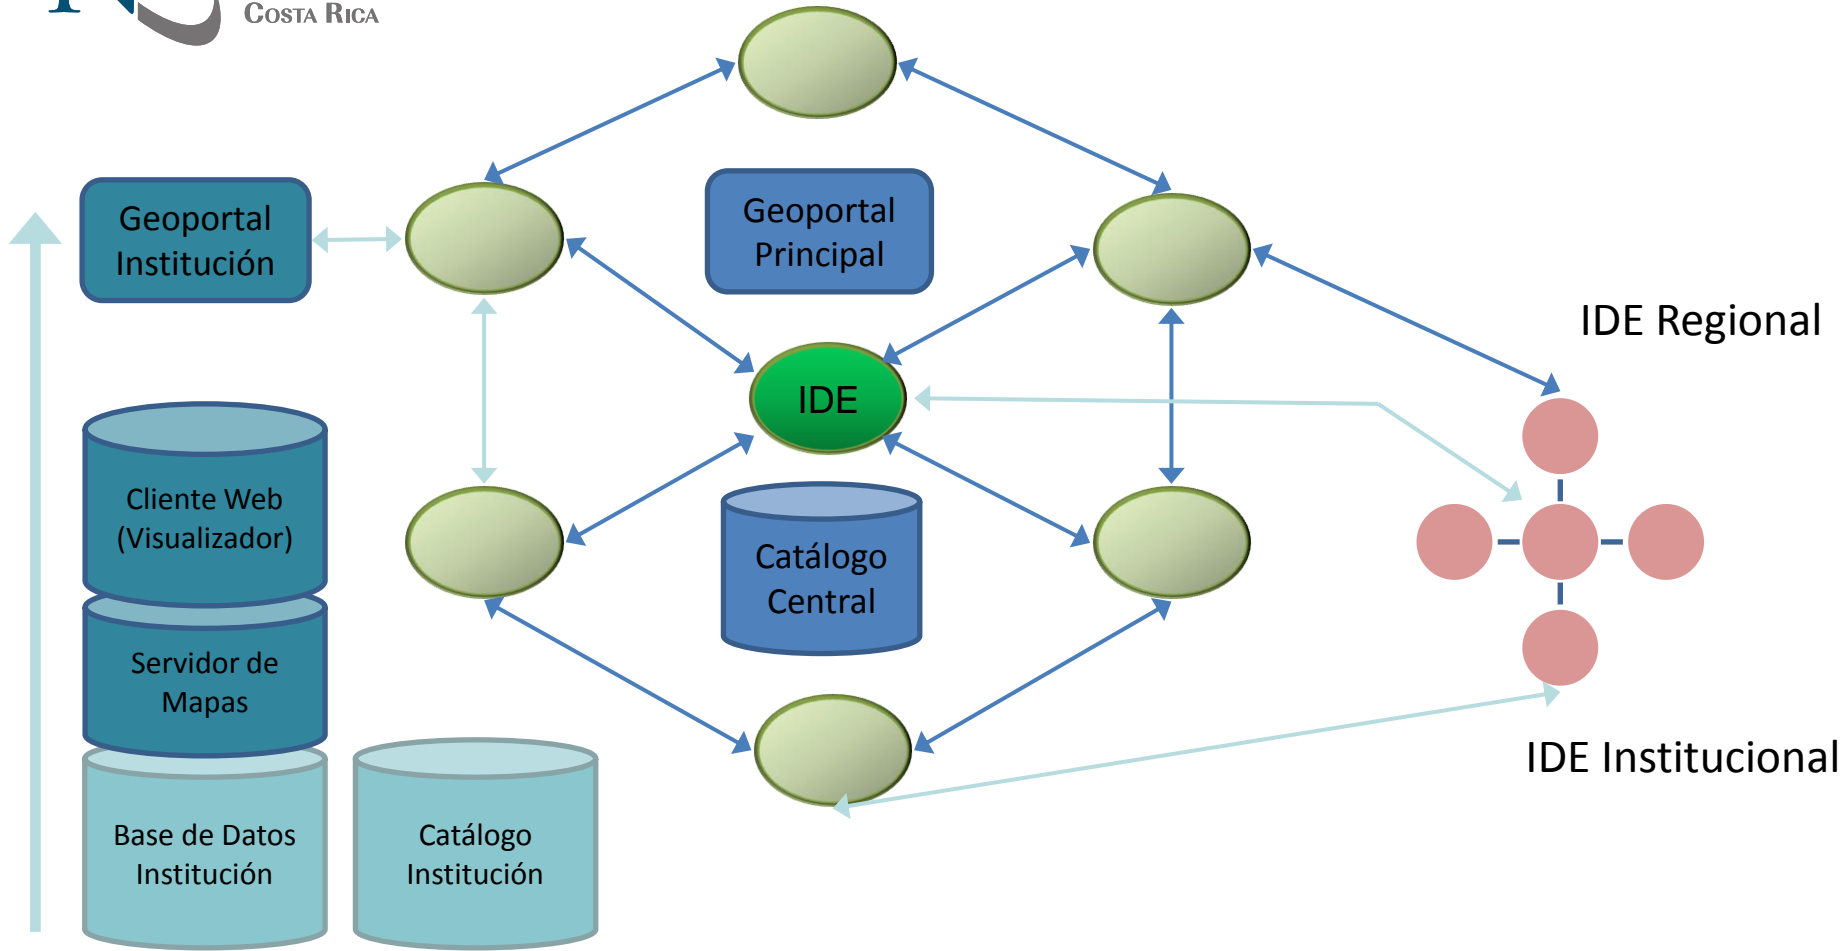 COSTA RICA
Geoportal
Institución
Geoportal
Principal
IDE Regional
IDE
Cliente Web
(Visualizador)
Catálogo
Central
Servidor de
Mapas
IDE Institucional
Base de Datos
Institución
Catálogo
Institución